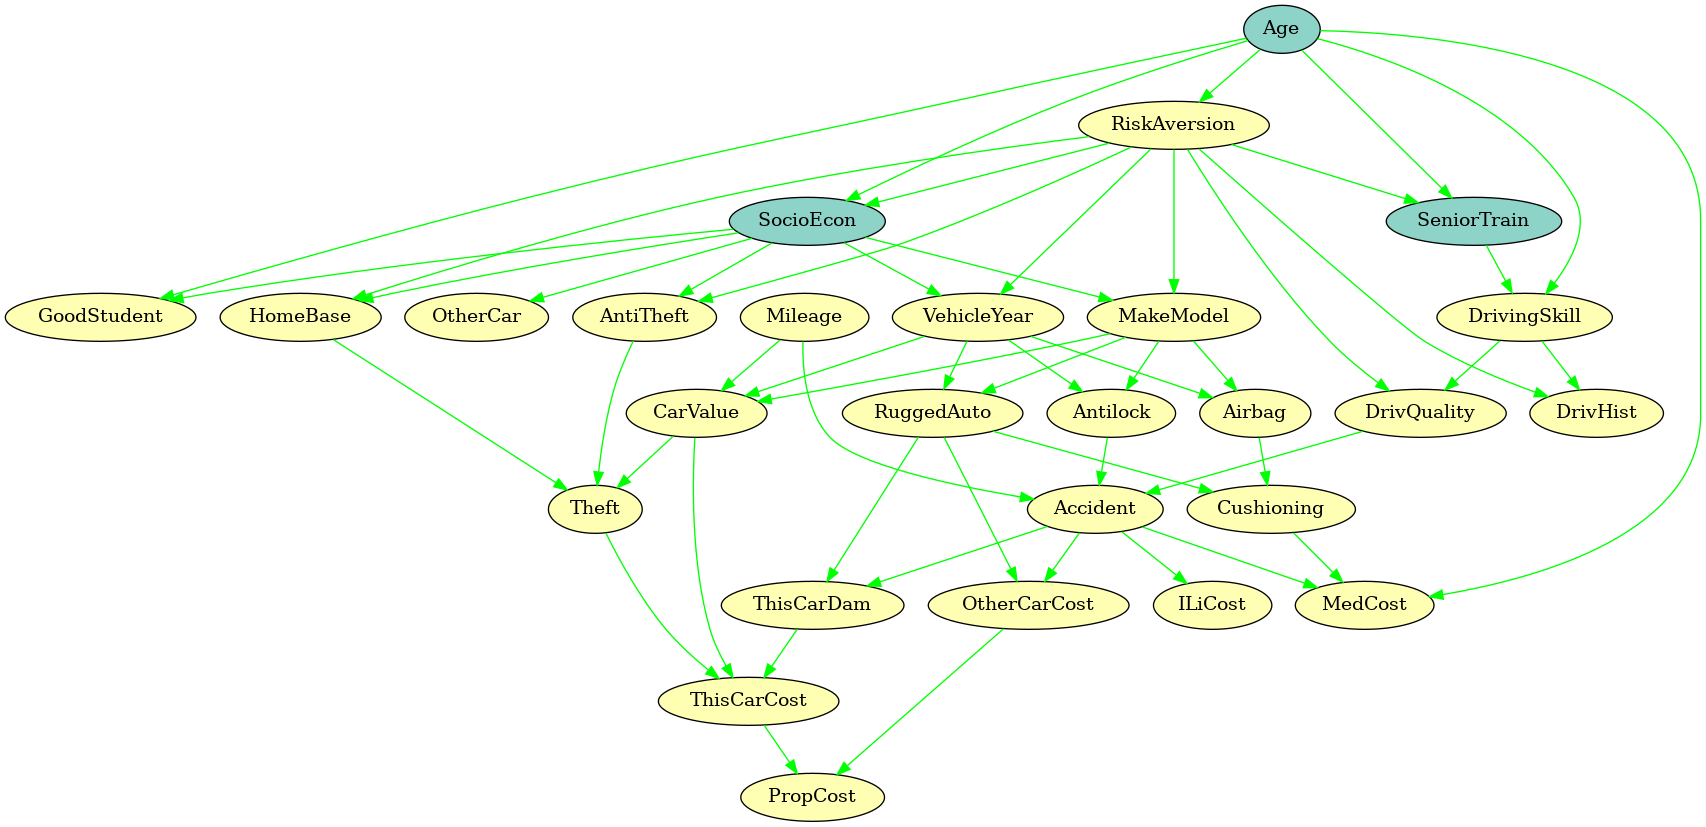 Age
RiskAversion
SocioEcon
SeniorTrain
GoodStudent
HomeBase
OtherCar
AntiTheft
Mileage
VehicleYear
MakeModel
DrivingSkill
CarValue
RuggedAuto
Antilock
Airbag
DrivQuality
DrivHist
Theft
Accident
Cushioning
ThisCarDam
OtherCarCost
ILiCost
MedCost
ThisCarCost
PropCost